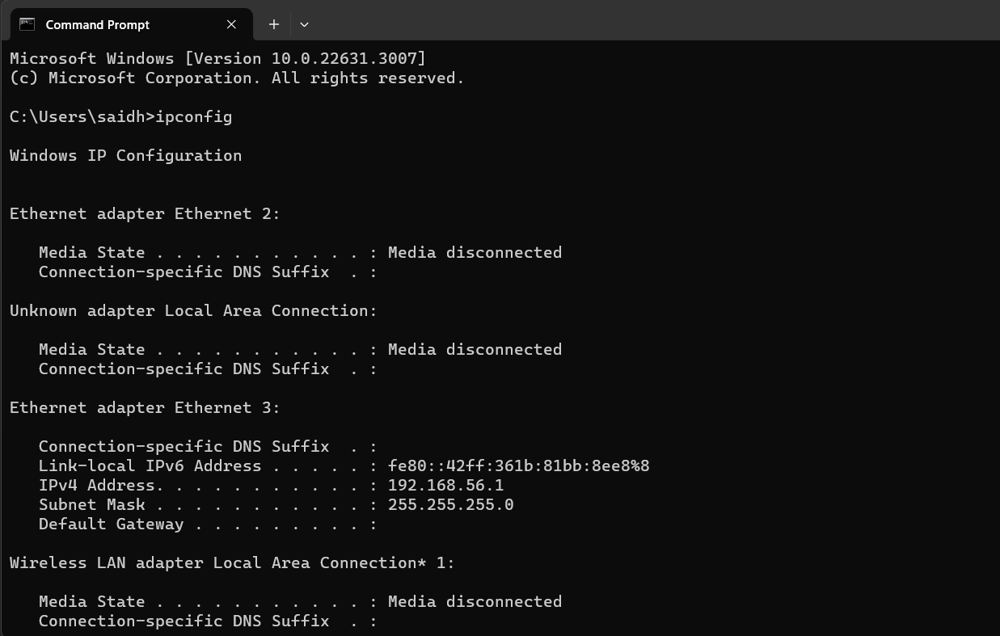 Command Prompt
Microsoft Windows [Version 10.0.22631.3007]
(c) Microsoft Corporation. All rights reserved.
C:\Users\saidh>ipconfig
Windows IP Configuration
Ethernet adapter Ethernet 2:
   Media State . . . . . . . . . . . : Media disconnected
   Connection-specific DNS Suffix  . :
Unknown adapter Local Area Connection:
   Media State . . . . . . . . . . . : Media disconnected
   Connection-specific DNS Suffix  . :
Ethernet adapter Ethernet 3:
   Connection-specific DNS Suffix  . :
   Link-local IPv6 Address . . . . . : fe80::42ff:361b:81bb:8ee8%8
   IPv4 Address. . . . . . . . . . . : 192.168.56.1
   Subnet Mask . . . . . . . . . . . : 255.255.255.0
   Default Gateway . . . . . . . . . :
Wireless LAN adapter Local Area Connection* 1:
   Media State . . . . . . . . . . . : Media disconnected
   Connection-specific DNS Suffix  . :